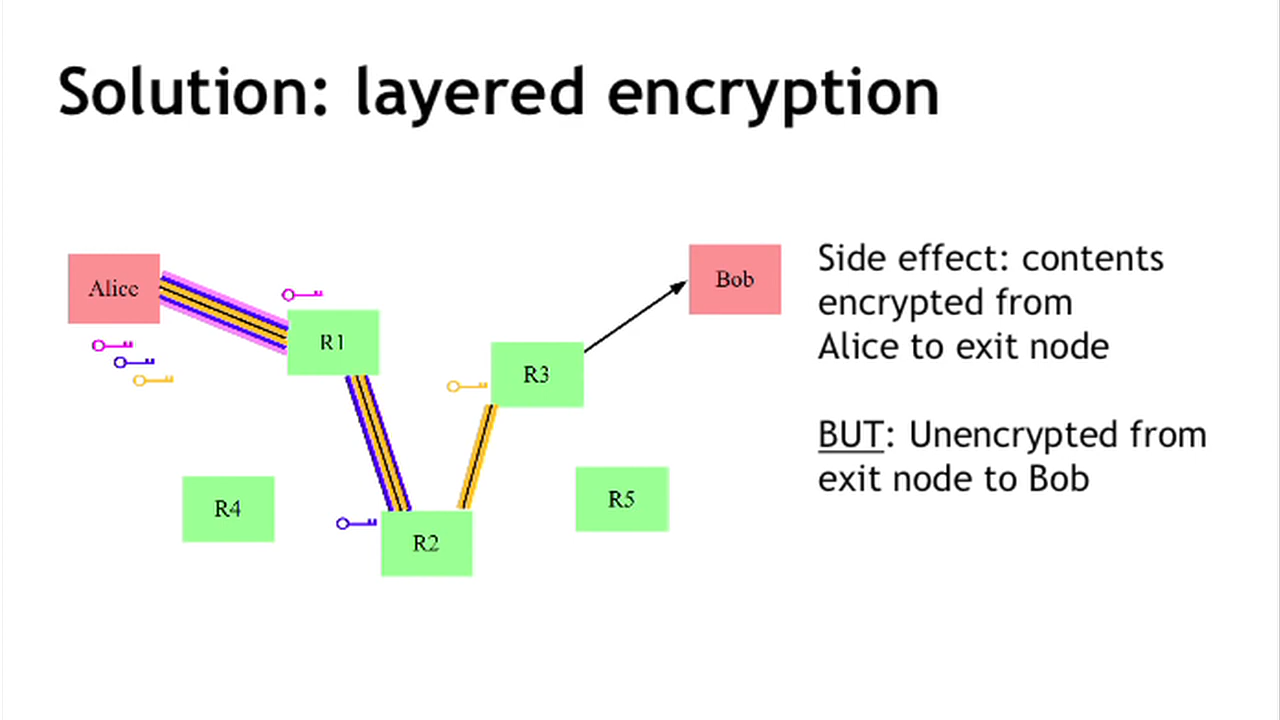 Solution: layered encryption
Alice
R1
R2
R3
R4
R5
Bob
Side effect: contents
encrypted from
Alice to exit node
BUT: Unencrypted from
exit node to Bob